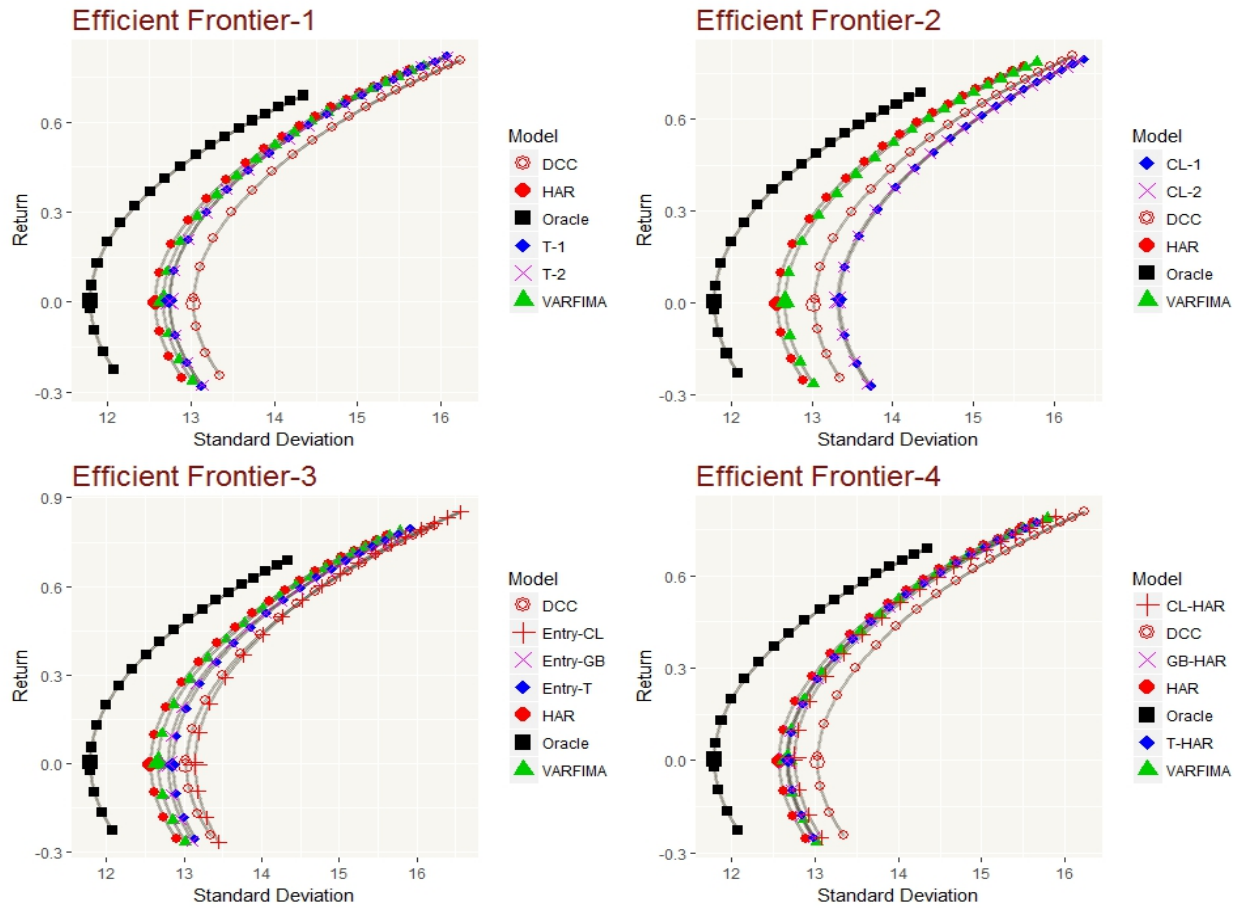 Efficient Frontier-1
Return
0.6
0.3
0.0
-0.3
12 13 14 15 16
Standard Deviation
Model
DCC
HAR
Oracle
T-1
T-2
VARFIMA
Efficient Frontier-2
Return
0.6
0.3
0.0
-0.3
12 13 14 15 16
Standard Deviation
Model
CL-1
CL-2
DCC
HAR
Oracle
VARFIMA
Efficient Frontier-3
Return
0.9
0.6
0.3
0.0
-0.3
12 13 14 15 16
Standard Deviation
Model
DCC
Entry-CL
Entry-GB
Entry-T
HAR
Oracle
VARFIMA
Efficient Frontier-4
Return
0.6
0.3
0.0
-0.3
12 13 14 15 16
Standard Deviation
Model
CL-HAR
DCC
GB-HAR
HAR
Oracle
T-HAR
VARFIMA